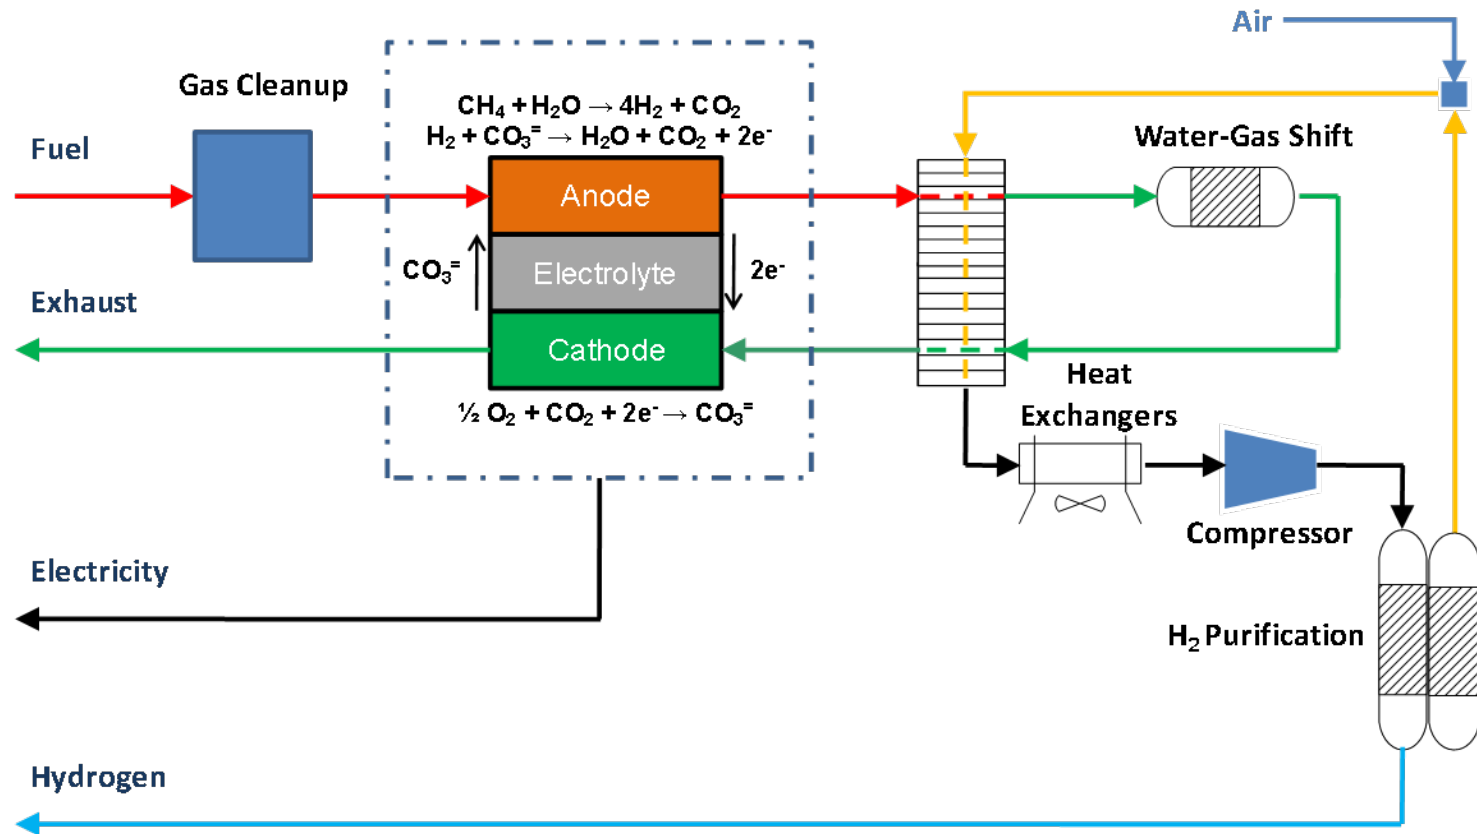 Air
Gas Cleanup
CH₄ + H₂O → 4H₂ + CO₂
H₂ + CO₃⁼ → H₂O + CO₂ + 2e⁻
Fuel
Water-Gas Shift
Anode
CO₃⁼
Electrolyte
2e⁻
Exhaust
Cathode
Heat
Exchangers
½ O₂ + CO₂ + 2e⁻ → CO₃⁼
Compressor
Electricity
H₂ Purification
Hydrogen